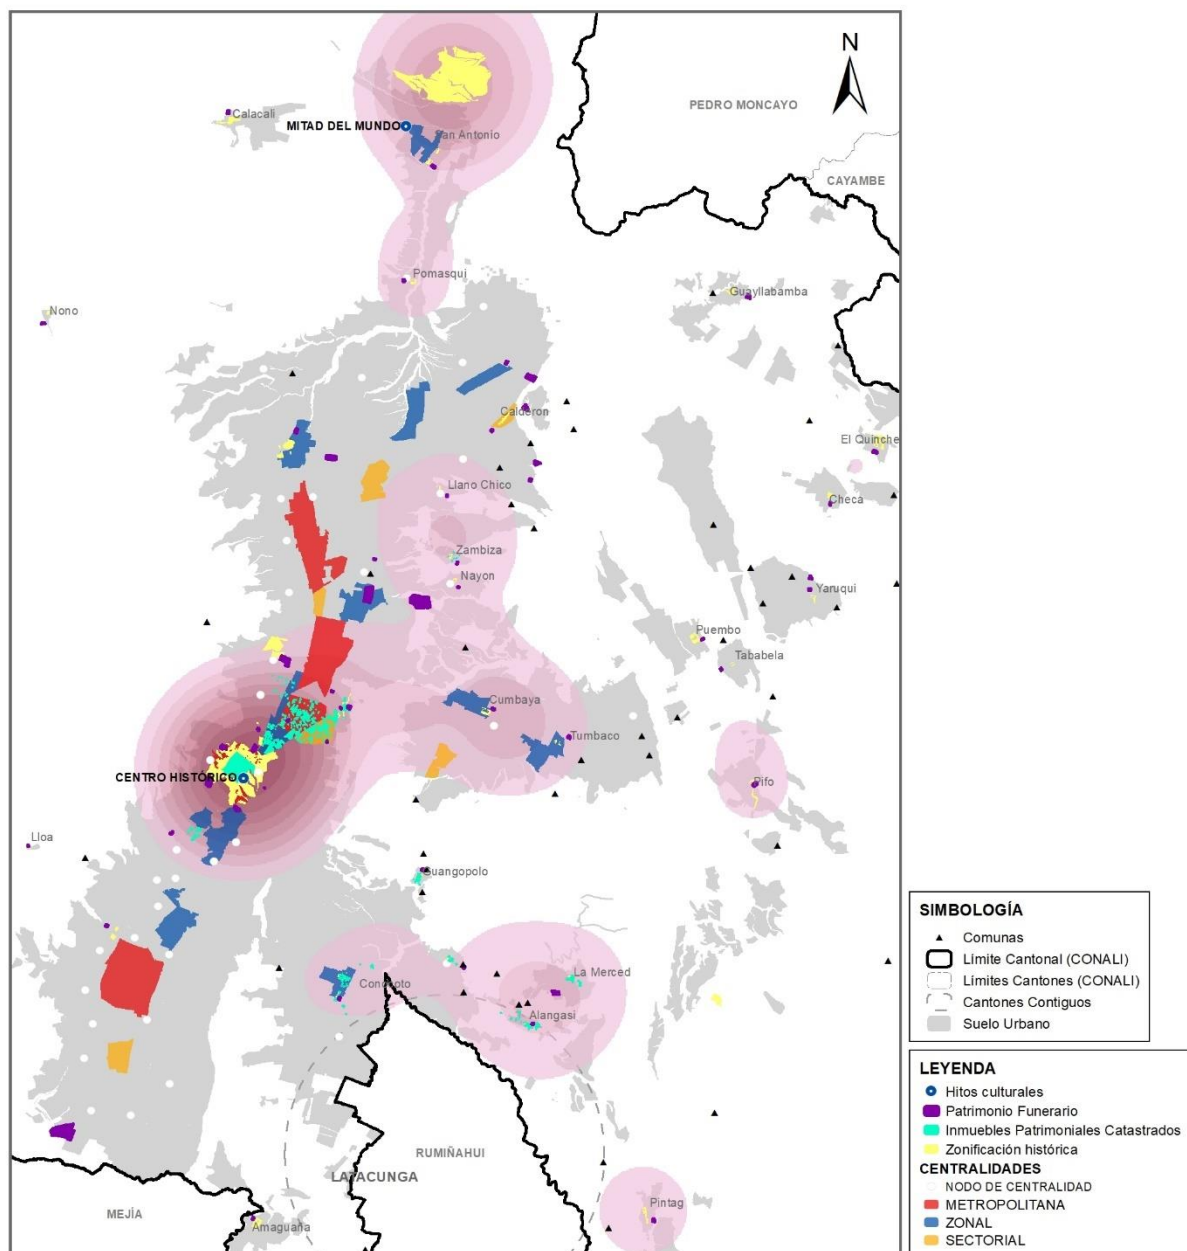 N
PEDRO MONCAYO
Calacali
MITAD DEL MUNDO
San Antonio
CAYAMBE
Pomasqui
Guayllabamba
Nono
Calderon
El Quinche
Llano Chico
Checa
Zambiza
Nayon
Yaruqui
Puembo
Tababela
Cumbaya
Tumbaco
CENTRO HISTÓRICO
Pifo
Lloa
Guangopolo
La Merced
Conocoto
Alangasi
RUMIÑAHUI
LATACUNGA
Pintag
MEJÍA
Amaguaña
SIMBOLOGÍA
Comunas
Límite Cantonal (CONALI)
Límites Cantones (CONALI)
Cantones Contiguos
Suelo Urbano
LEYENDA
Hitos culturales
Patrimonio Funerario
Inmuebles Patrimoniales Catastrados
Zonificación histórica
CENTRALIDADES
NODO DE CENTRALIDAD
METROPOLITANA
ZONAL
SECTORIAL